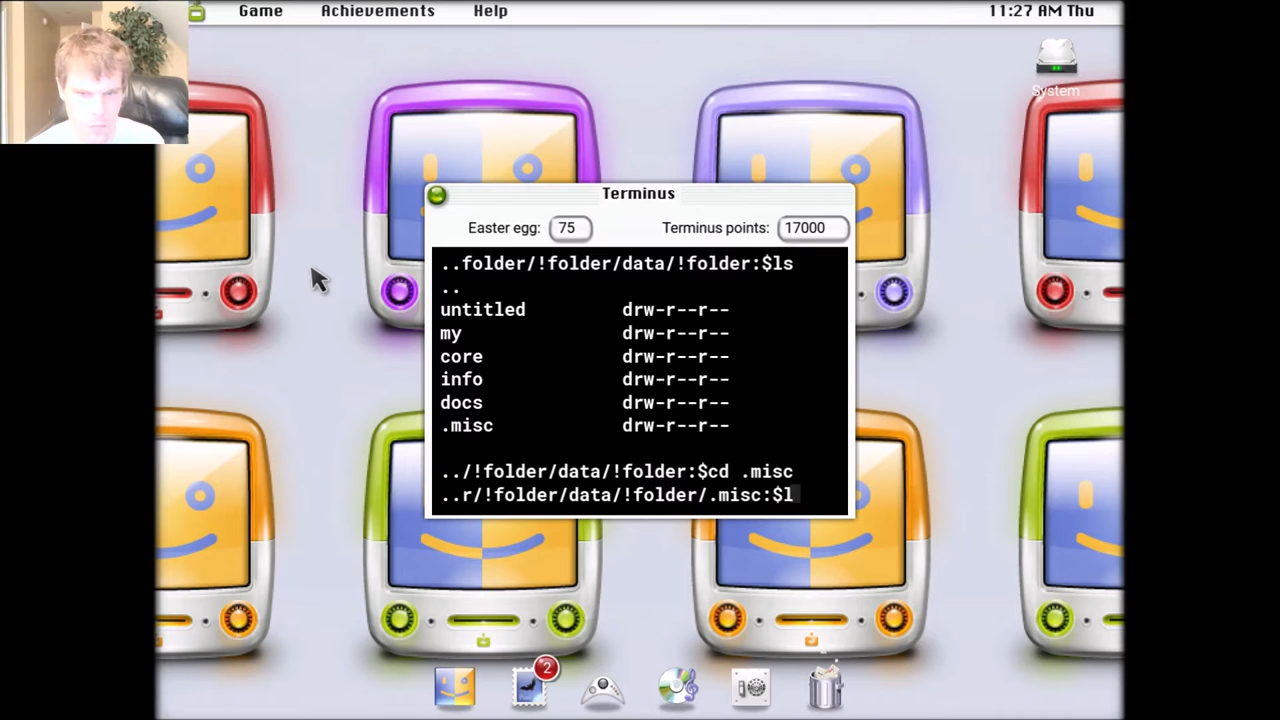 Game Achievements Help 11:27 AM Thu
System
Terminus
Easter egg: 75 Terminus points: 17000
..folder/!folder/data/!folder:$ls
..
untitled drw-r--r--
my drw-r--r--
core drw-r--r--
info drw-r--r--
docs drw-r--r--
.misc drw-r--r--
../!folder/data/!folder:$cd .misc
..r/!folder/data/!folder/.misc:$l
2